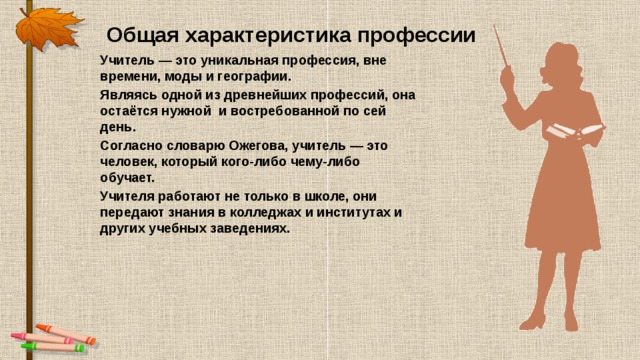 Общая характеристика профессии
Учитель — это уникальная профессия, вне
времени, моды и географии.
Являясь одной из древнейших профессий, она
остаётся нужной  и востребованной по сей
день.
Согласно словарю Ожегова, учитель — это
человек, который кого-либо чему-либо
обучает.
Учителя работают не только в школе, они
передают знания в колледжах и институтах и
других учебных заведениях.